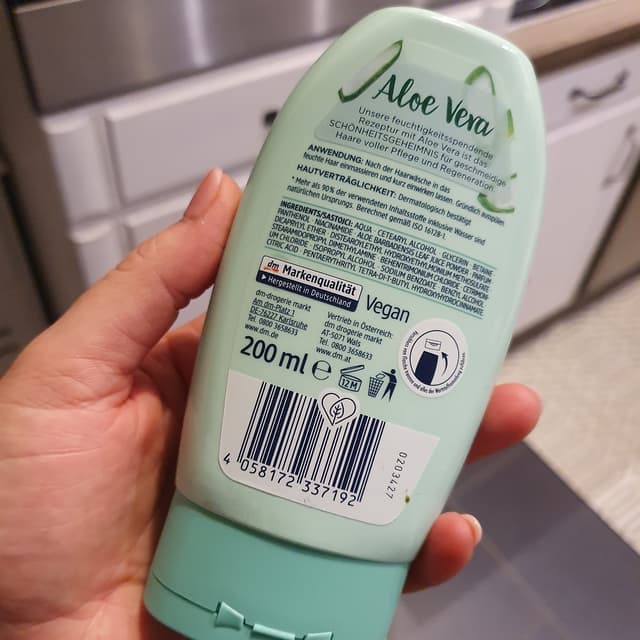 Aloe Vera
Unsere feuchtigkeitsspendende
Rezeptur mit Aloe Vera ist das
SCHÖNHEITSGEHEIMNIS für geschmeidige
Haare voller Pflege und Regeneration.
ANWENDUNG: Nach der Haarwäsche in das
feuchte Haar einmassieren und kurz einwirken lassen. Gründlich ausspülen.
HAUTVERTRÄGLICHKEIT: Dermatologisch bestätigt
* Mehr als 90% der verwendeten Inhaltsstoffe inklusive Wasser sind
natürlichen Ursprungs. Berechnet gemäß ISO 16128-1.
INGREDIENTS/SASTOJCI: AQUA · CETEARYL ALCOHOL · GLYCERIN · BETAINE
PANTHENOL · NIACINAMIDE · ALOE BARBADENSIS LEAF JUICE POWDER · PARFUM
DICAPRYLYL ETHER · DISTEAROYLETHYL HYDROXYETHYLMONIUM METHOSULFATE
STEARAMIDOPROPYL DIMETHYLAMINE · BEHENTRIMONIUM CHLORIDE · CETRIMONI-
UM CHLORIDE · ISOPROPYL ALCOHOL · SODIUM BENZOATE · BENZYL ALCOHOL
CITRIC ACID · PENTAERYTHRITYL TETRA-DI-T-BUTYL HYDROXYHYDROCINNAMATE
dm Markenqualität
Hergestellt in Deutschland
Vegan
dm-drogerie markt
Am dm-Platz 1
DE-76227 Karlsruhe
Tel. 0800 3658633
www.dm.de
Vertrieb in Österreich:
dm drogerie markt
AT-5071 Wals
Tel. 0800 3658633
www.dm.at
200 ml e
12 M
4 058172 337192
0203427